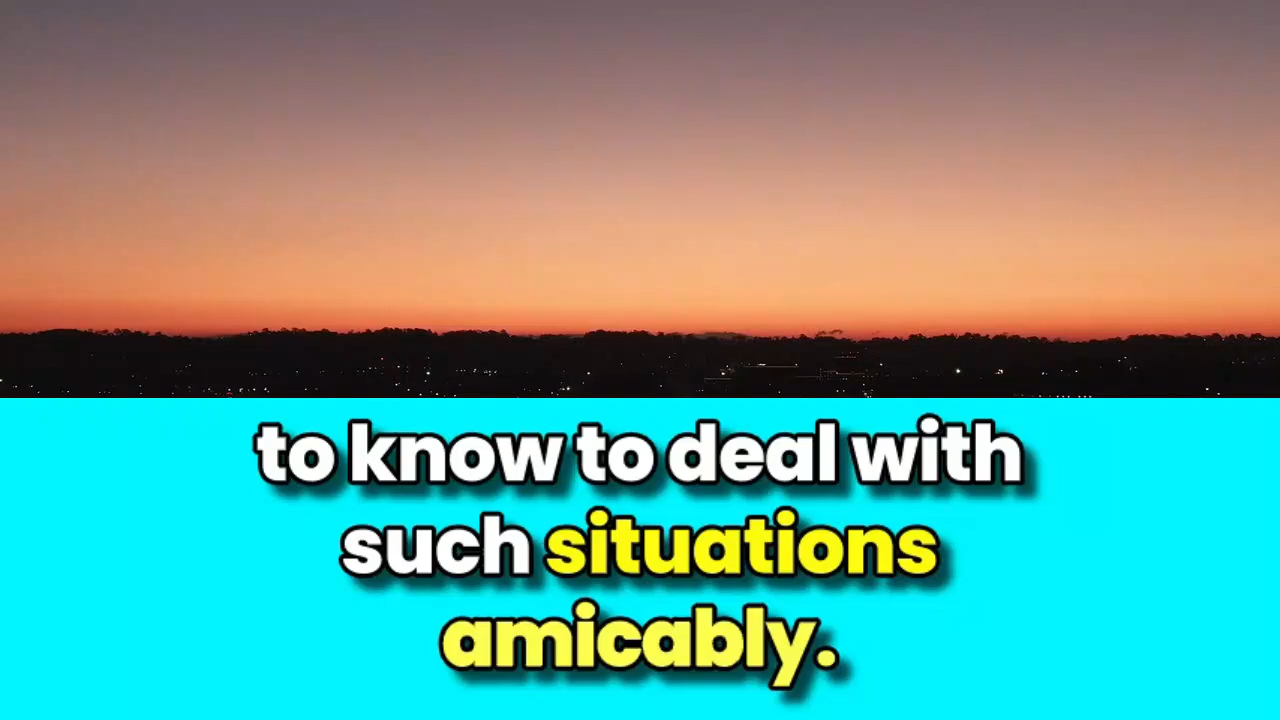 to know to deal with
such situations
amicably.